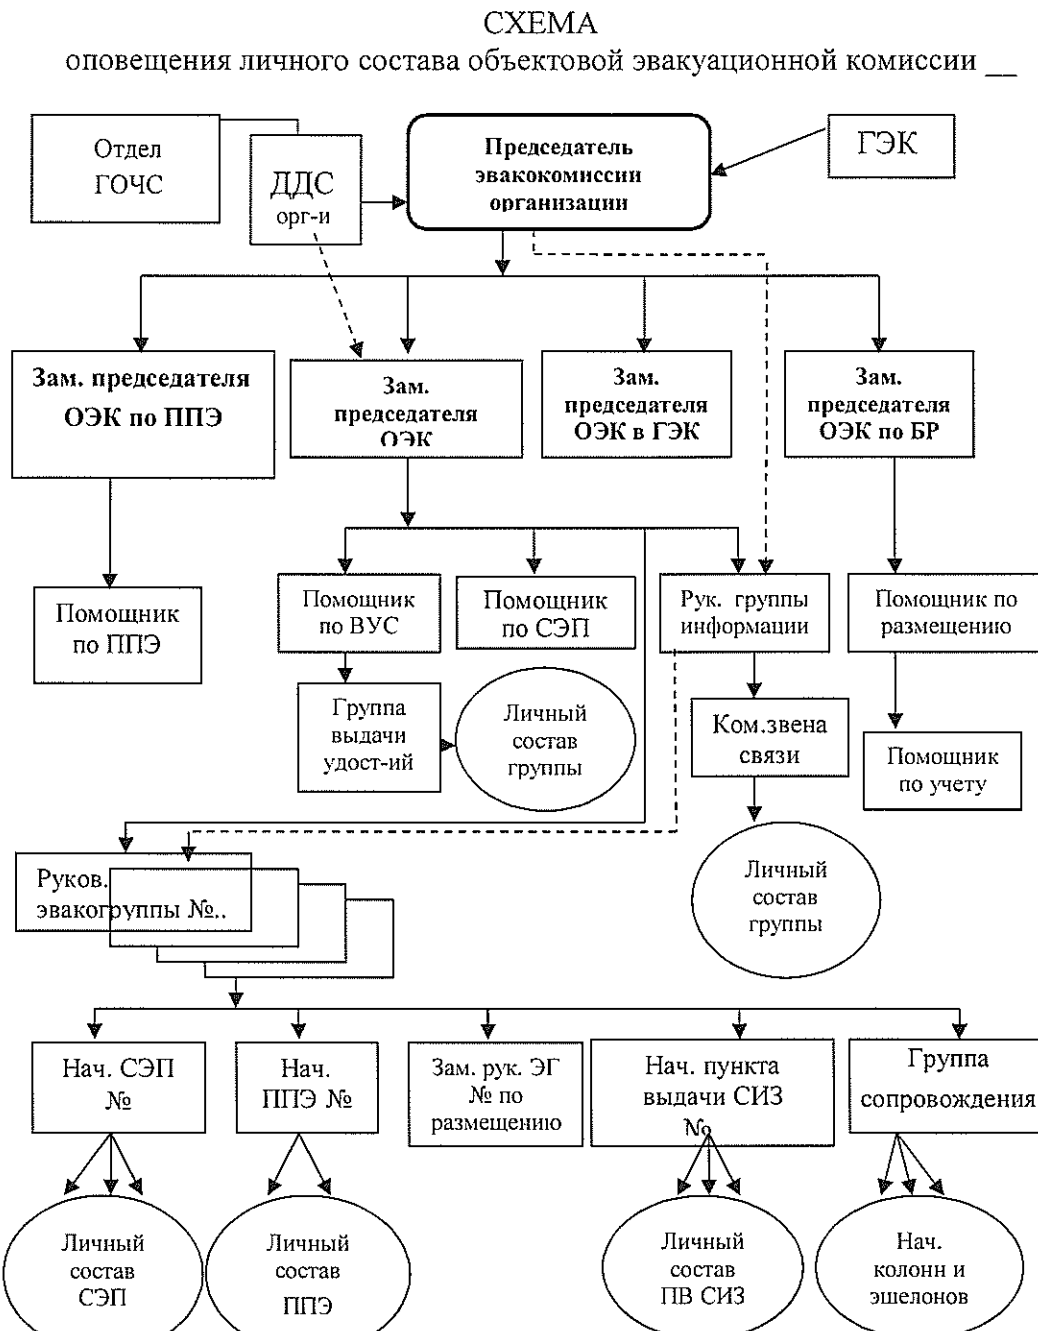 СХЕМА
оповещения личного состава объектовой эвакуационной комиссии __
Отдел
ГОЧС
ДДС
орг-и
Председатель
эвакокомиссии
организации
ГЭК
Зам. председателя
ОЭК по ППЭ
Зам.
председателя
ОЭК
Зам.
председателя
ОЭК в ГЭК
Зам.
председателя
ОЭК по БР
Помощник
по ППЭ
Помощник
по ВУС
Помощник
по СЭП
Рук. группы
информации
Помощник по
размещению
Группа
выдачи
удост-ий
Личный
состав
группы
Ком.звена
связи
Помощник
по учету
Руков.
эвакогруппы №..
Личный
состав
группы
Нач. СЭП
№
Нач.
ППЭ №
Зам. рук. ЭГ
№ по
размещению
Нач. пункта
выдачи СИЗ
№
Группа
сопровождения
Личный
состав
СЭП
Личный
состав
ППЭ
Личный
состав
ПВ СИЗ
Нач.
колонн и
эшелонов